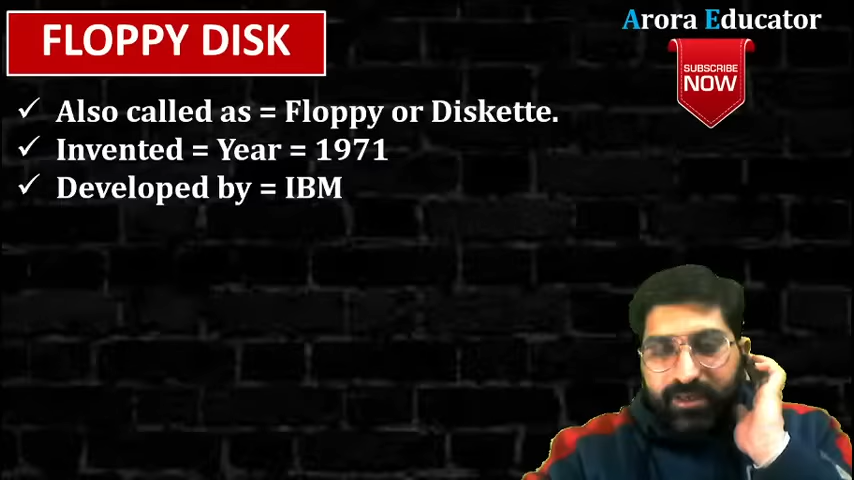 FLOPPY DISK
Arora Educator
SUBSCRIBE
NOW
✓ Also called as = Floppy or Diskette.
✓ Invented = Year = 1971
✓ Developed by = IBM